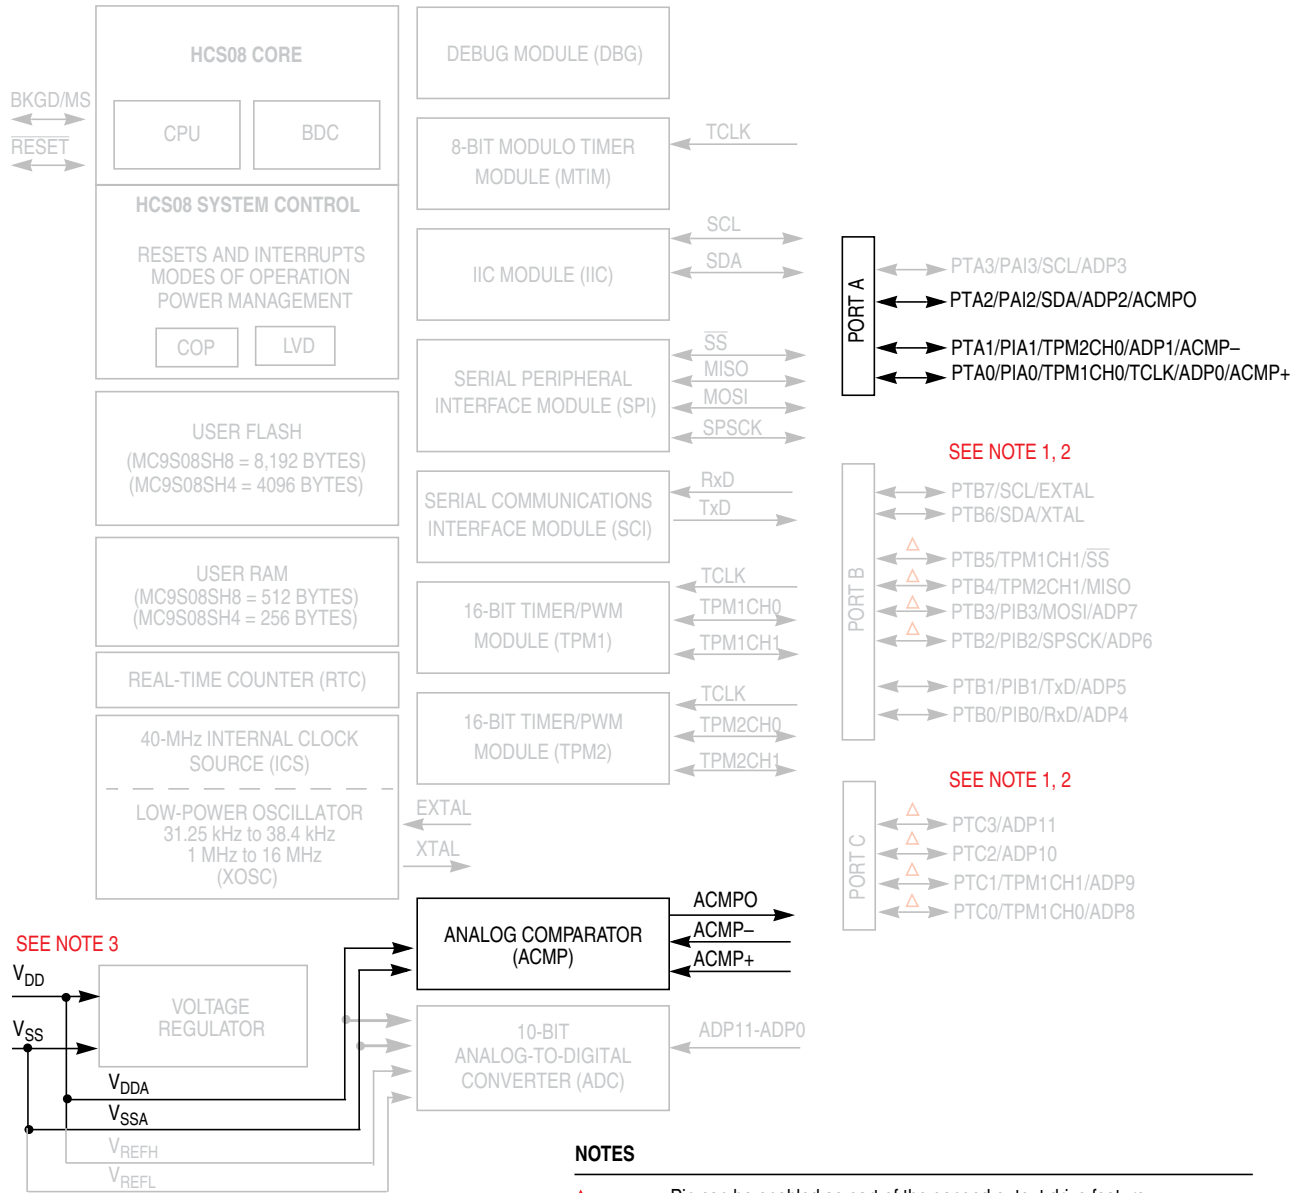 HCS08 CORE
CPU
BDC
BKGD/MS
RESET
HCS08 SYSTEM CONTROL
RESETS AND INTERRUPTS
MODES OF OPERATION
POWER MANAGEMENT
COP
LVD
USER FLASH
(MC9S08SH8 = 8,192 BYTES)
(MC9S08SH4 = 4096 BYTES)
USER RAM
(MC9S08SH8 = 512 BYTES)
(MC9S08SH4 = 256 BYTES)
REAL-TIME COUNTER (RTC)
40-MHz INTERNAL CLOCK
SOURCE (ICS)
LOW-POWER OSCILLATOR
31.25 kHz to 38.4 kHz
1 MHz to 16 MHz
(XOSC)
EXTAL
XTAL
SEE NOTE 3
VDD
VSS
VOLTAGE
REGULATOR
VDDA
VSSA
VREFH
VREFL
DEBUG MODULE (DBG)
8-BIT MODULO TIMER
MODULE (MTIM)
TCLK
IIC MODULE (IIC)
SCL
SDA
SERIAL PERIPHERAL
INTERFACE MODULE (SPI)
SS
MISO
MOSI
SPSCK
SERIAL COMMUNICATIONS
INTERFACE MODULE (SCI)
RxD
TxD
16-BIT TIMER/PWM
MODULE (TPM1)
TCLK
TPM1CH0
TPM1CH1
16-BIT TIMER/PWM
MODULE (TPM2)
TCLK
TPM2CH0
TPM2CH1
ANALOG COMPARATOR
(ACMP)
ACMPO
ACMP–
ACMP+
10-BIT
ANALOG-TO-DIGITAL
CONVERTER (ADC)
ADP11-ADP0
PORT A
PTA3/PAI3/SCL/ADP3
PTA2/PAI2/SDA/ADP2/ACMPO
PTA1/PIA1/TPM2CH0/ADP1/ACMP–
PTA0/PIA0/TPM1CH0/TCLK/ADP0/ACMP+
SEE NOTE 1, 2
PORT B
PTB7/SCL/EXTAL
PTB6/SDA/XTAL
PTB5/TPM1CH1/SS
PTB4/TPM2CH1/MISO
PTB3/PIB3/MOSI/ADP7
PTB2/PIB2/SPSCK/ADP6
PTB1/PIB1/TxD/ADP5
PTB0/PIB0/RxD/ADP4
SEE NOTE 1, 2
PORT C
PTC3/ADP11
PTC2/ADP10
PTC1/TPM1CH1/ADP9
PTC0/TPM1CH0/ADP8
NOTES